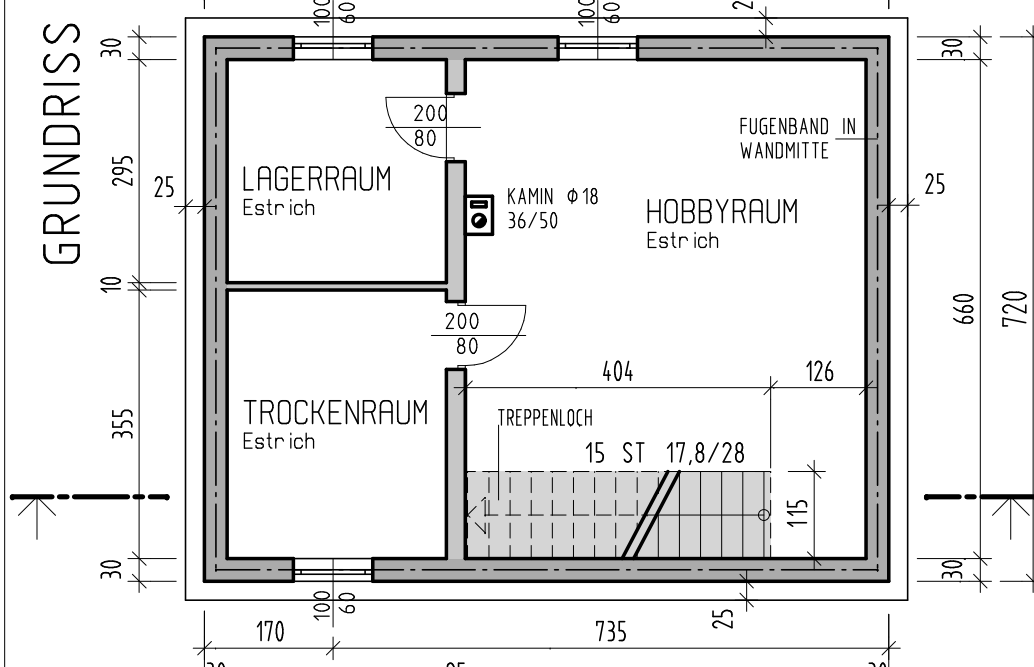 GRUNDRISS
100
60
100
60
30
30
295
25
200
80
LAGERRAUM
Estrich
KAMIN Φ18
36/50
FUGENBAND IN
WANDMITTE
HOBBYRAUM
Estrich
25
10
200
80
660
720
404
126
355
TROCKENRAUM
Estrich
TREPPENLOCH
15 ST 17,8/28
115
30
30
100
60
25
170
735